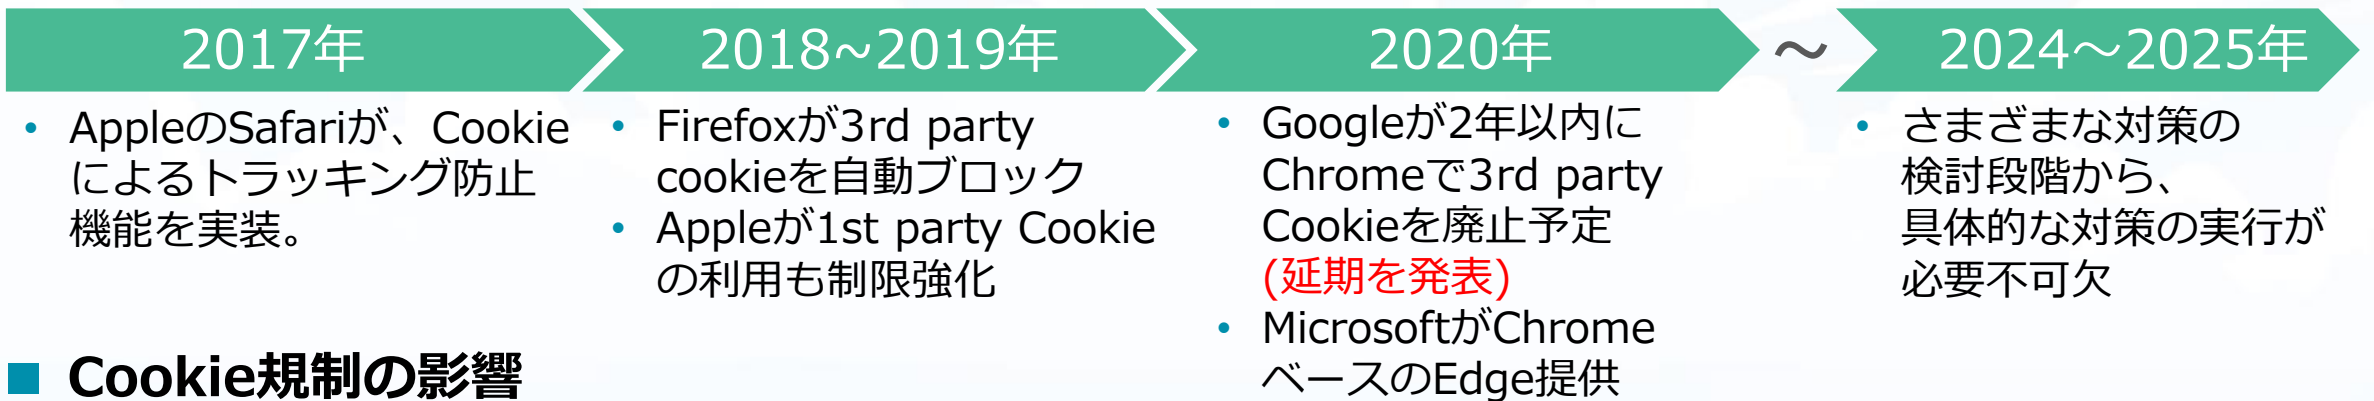 2017年
2018~2019年
2020年
～
2024～2025年
• AppleのSafariが、Cookie
によるトラッキング防止
機能を実装。
• Firefoxが3rd party
cookieを自動ブロック
• Appleが1st party Cookie
の利用も制限強化
• Googleが2年以内に
Chromeで3rd party
Cookieを廃止予定
(延期を発表)
• MicrosoftがChrome
ベースのEdge提供
• さまざまな対策の
検討段階から、
具体的な対策の実行が
必要不可欠
■ Cookie規制の影響